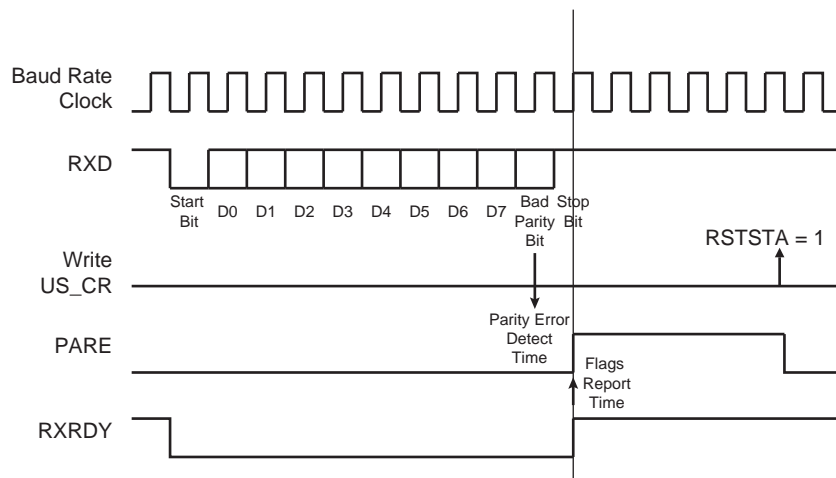 Baud Rate
Clock
RXD
Start
Bit
D0
D1
D2
D3
D4
D5
D6
D7
Bad
Parity
Bit
Stop
Bit
Write
US_CR
RSTSTA = 1
Parity Error
Detect
Time
PARE
Flags
Report
Time
RXRDY